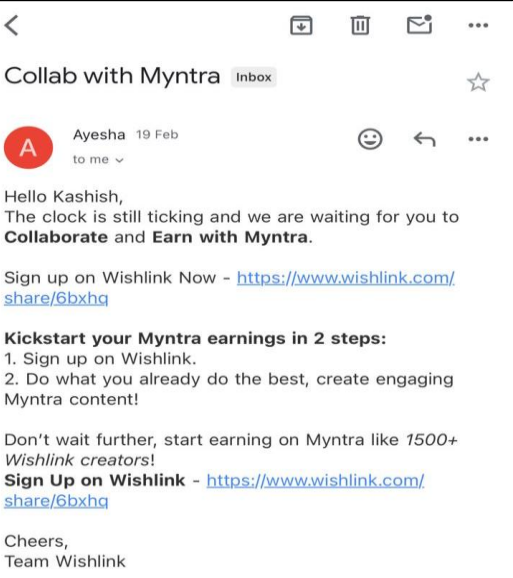 Collab with Myntra Inbox
A
Ayesha 19 Feb
to me
Hello Kashish,
The clock is still ticking and we are waiting for you to
Collaborate and Earn with Myntra.
Sign up on Wishlink Now - https://www.wishlink.com/
share/6bxhq
Kickstart your Myntra earnings in 2 steps:
1. Sign up on Wishlink.
2. Do what you already do the best, create engaging
Myntra content!
Don't wait further, start earning on Myntra like 1500+
Wishlink creators!
Sign Up on Wishlink - https://www.wishlink.com/
share/6bxhq
Cheers,
Team Wishlink